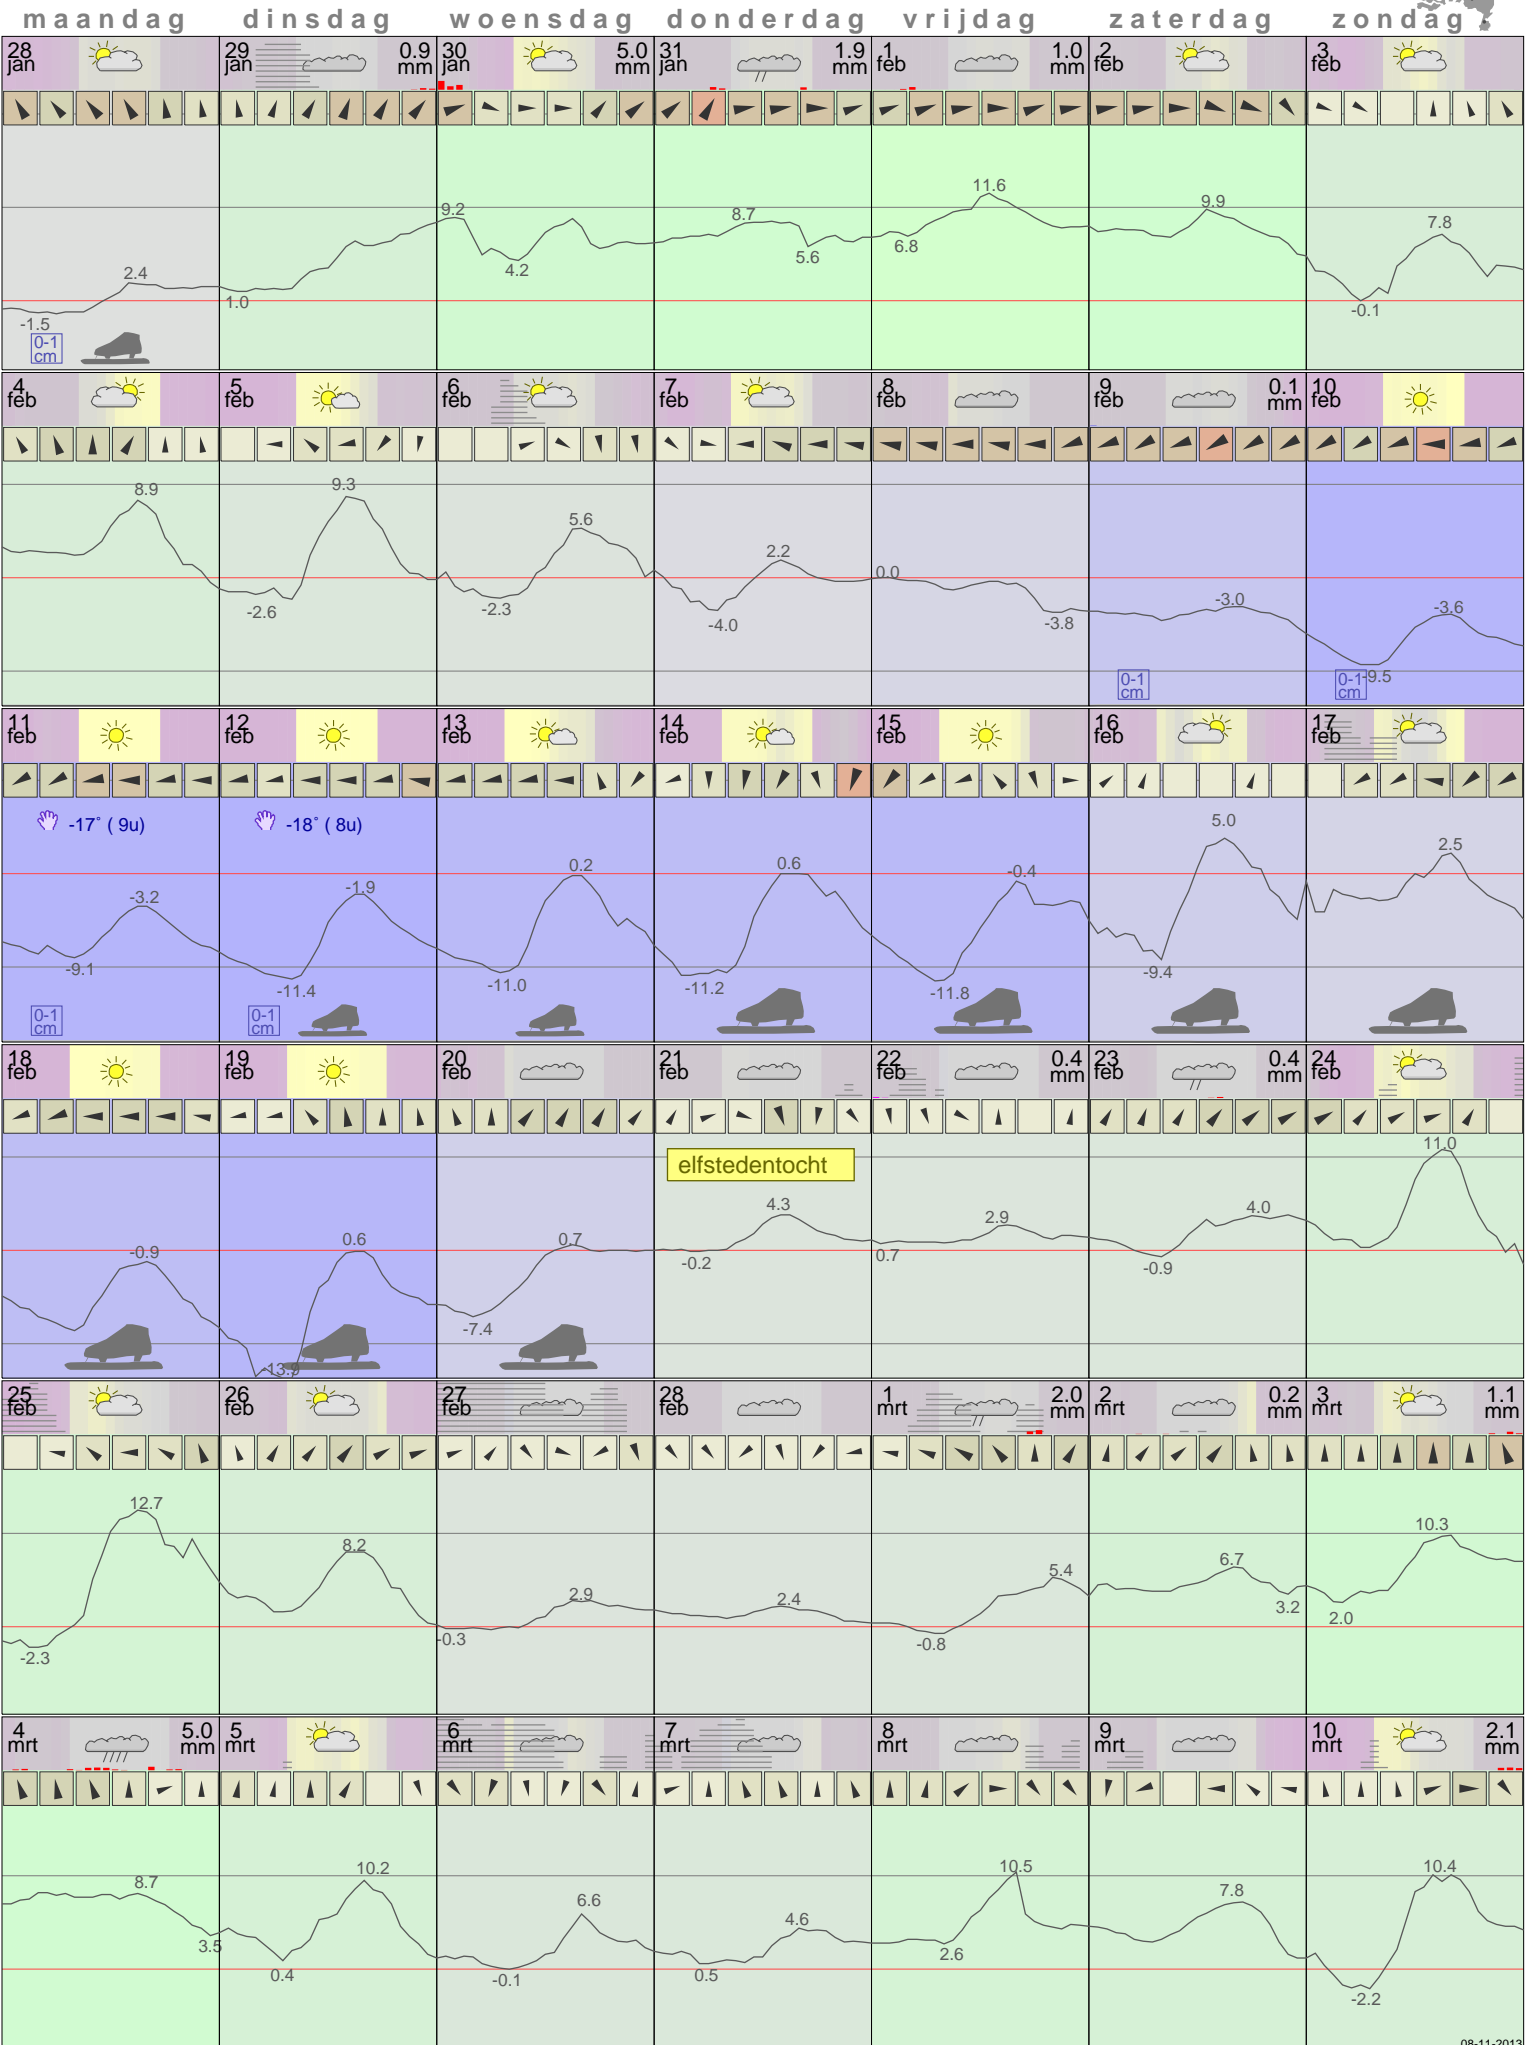 maandag dinsdag woensdag donderdag vrijdag zaterdag zondag
28 29 0.9 30 5.0 31 1.9 1 1.0 2 3
jan jan mm jan mm jan mm feb mm feb feb
11.6
9.2 8.7 9.9 7.8
6.8
5.6
2.4 4.2
1.0 -0.1
-1.5
0-1
cm
4 5 6 7 8 9 0.1 10
feb feb feb feb feb feb mm feb
8.9 9.3
5.6
2.2
0.0
-2.6 -2.3 -4.0 -3.8 -3.0 -3.6
0-1 0-1 -9.5
cm cm
11 12 13 14 15 16 17
feb feb feb feb feb feb feb
-17° ( 9u) -18° ( 8u) 5.0
2.5
-3.2 -1.9 0.2 0.6 -0.4
-9.1 -11.4 -11.0 -11.2 -11.8 -9.4
0-1 0-1
cm cm
18 19 20 21 22 0.4 23 0.4 24
feb feb feb feb feb mm feb mm feb
11.0
elfstedentocht
4.3 2.9 4.0
-0.9 0.6 0.7 -0.2 0.7 -0.9
-7.4
-13.9
25 26 27 28 1 2.0 2 0.2 3 1.1
feb feb feb feb mrt mm mrt mm mrt mm
12.7 10.3
8.2
5.4 6.7
2.9 2.4 3.2 2.0
-2.3 -0.3 -0.8
4 5.0 5 6 7 8 9 10 2.1
mrt mm mrt mrt mrt mrt mrt mrt mm
8.7 10.2 10.5 10.4
6.6 7.8
3.5 4.6
0.4 -0.1 0.5 2.6
-2.2
08-11-2013